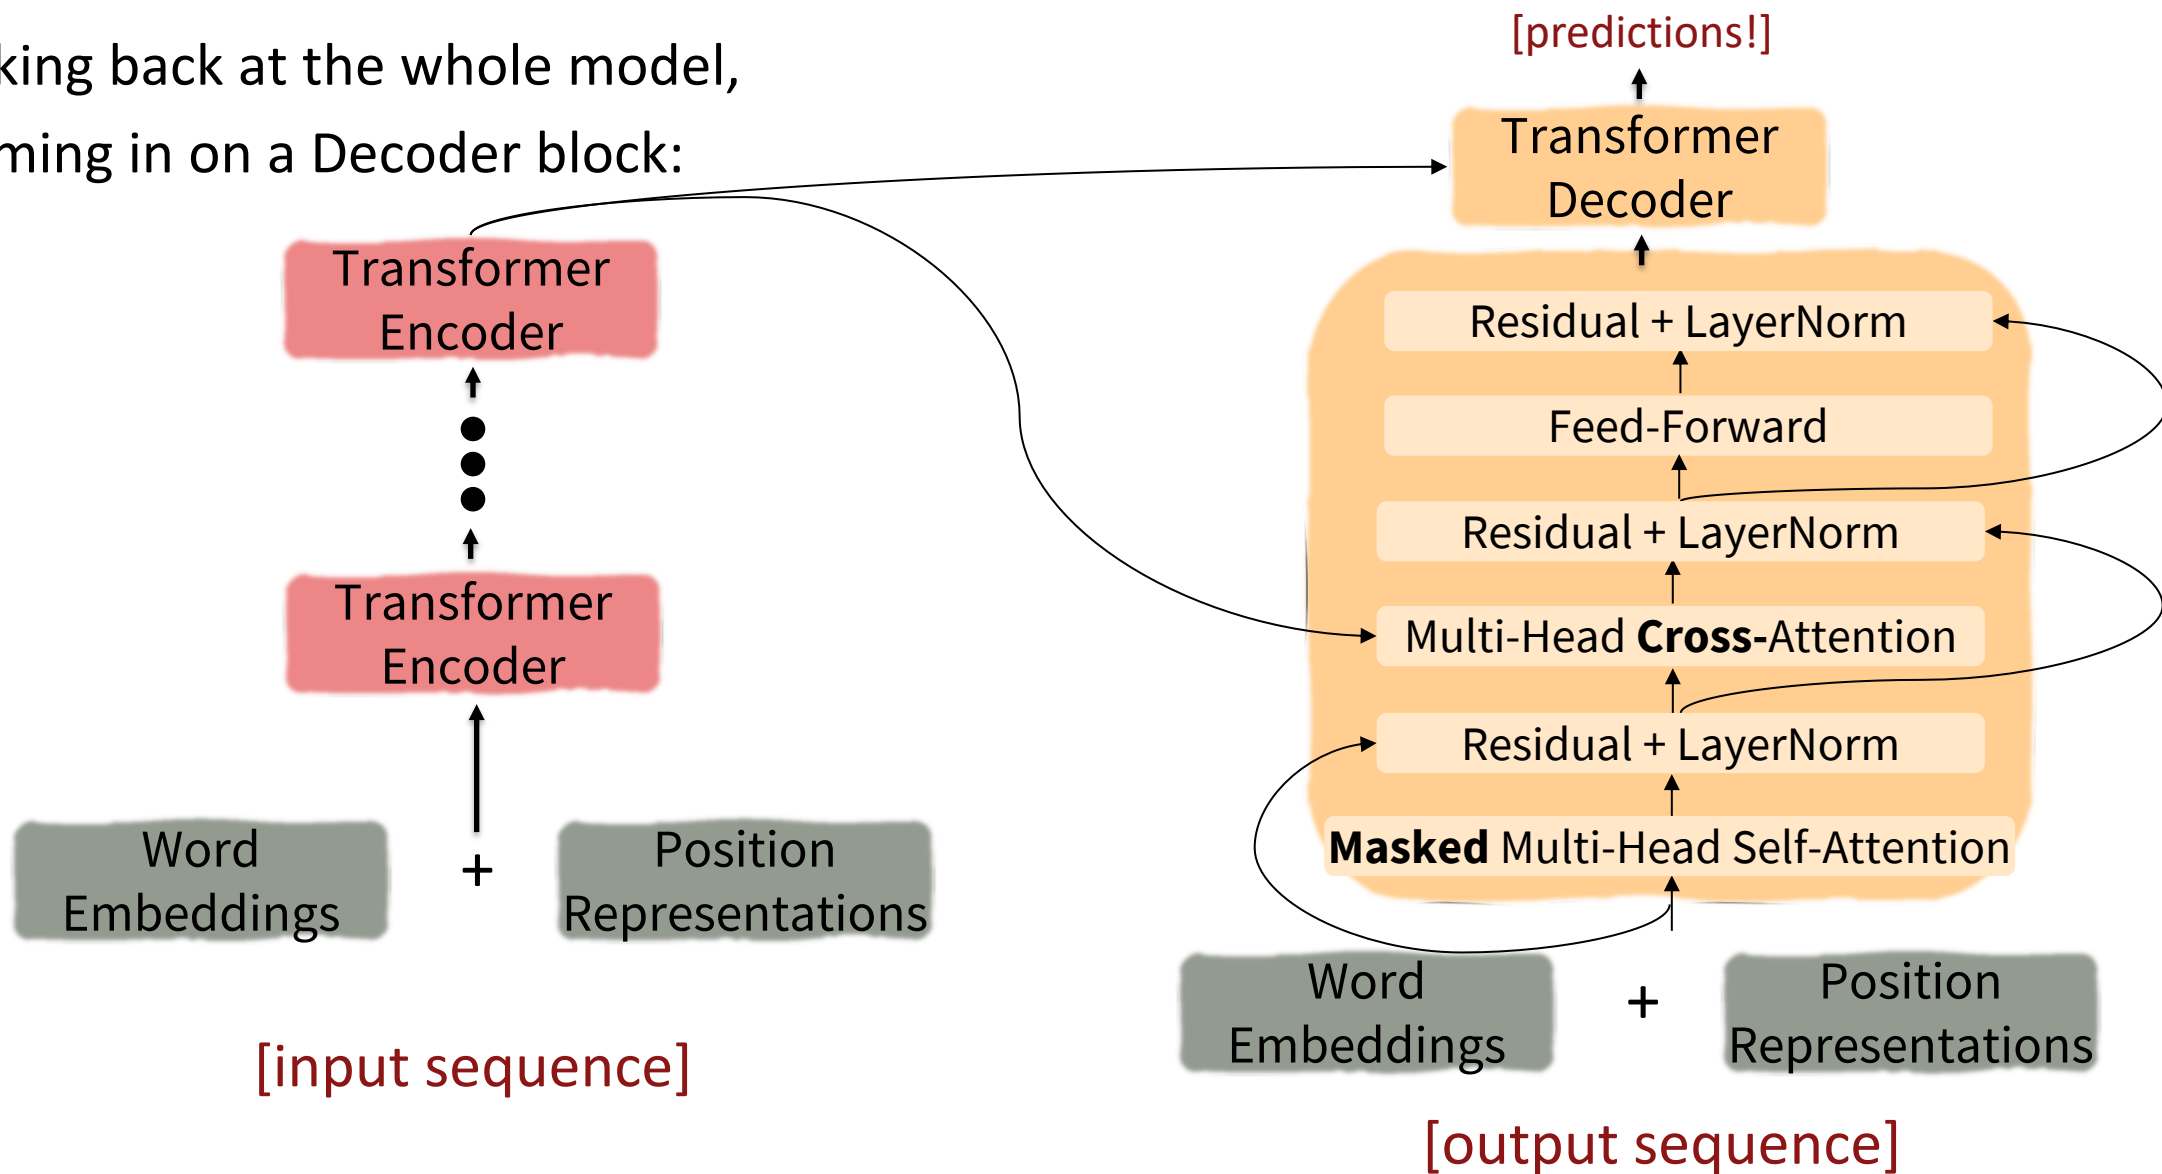 king back at the whole model,
ming in on a Decoder block:
[predictions!]
Transformer
Decoder
Transformer
Encoder
Transformer
Encoder
Word
Embeddings
+
Position
Representations
[input sequence]
Residual + LayerNorm
Feed-Forward
Residual + LayerNorm
Multi-Head Cross-Attention
Residual + LayerNorm
Masked Multi-Head Self-Attention
Word
Embeddings
+
Position
Representations
[output sequence]